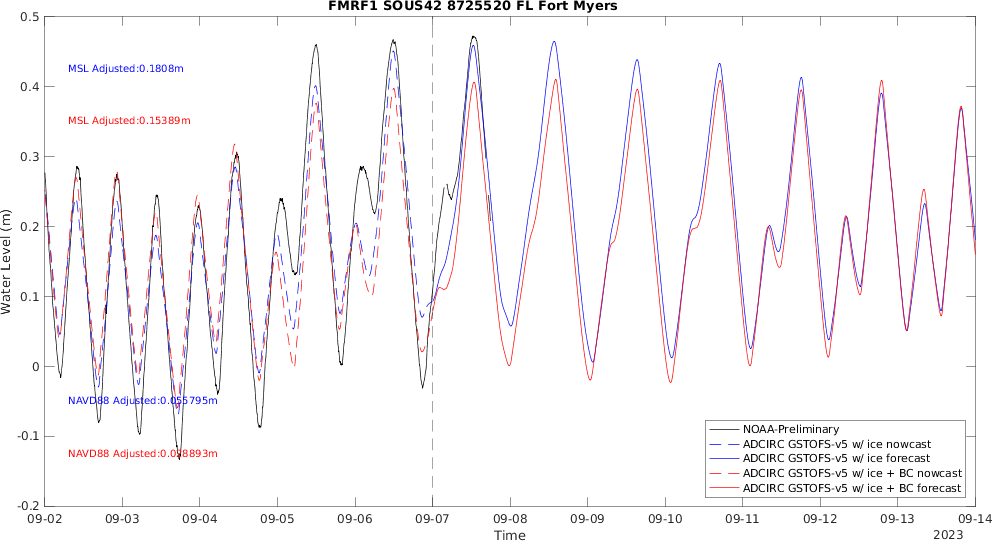 FMRF1 SOUS42 8725520 FL Fort Myers
0.5
0.4
0.3
0.2
0.1
0
-0.1
-0.2
Water Level (m)
MSL Adjusted:0.1808m
MSL Adjusted:0.15389m
NAVD88 Adjusted:0.055795m
NAVD88 Adjusted:0.028893m
NOAA-Preliminary
ADCIRC GSTOFS-v5 w/ ice nowcast
ADCIRC GSTOFS-v5 w/ ice forecast
ADCIRC GSTOFS-v5 w/ ice + BC nowcast
ADCIRC GSTOFS-v5 w/ ice + BC forecast
09-02 09-03 09-04 09-05 09-06 09-07 09-08 09-09 09-10 09-11 09-12 09-13 09-14
Time
2023